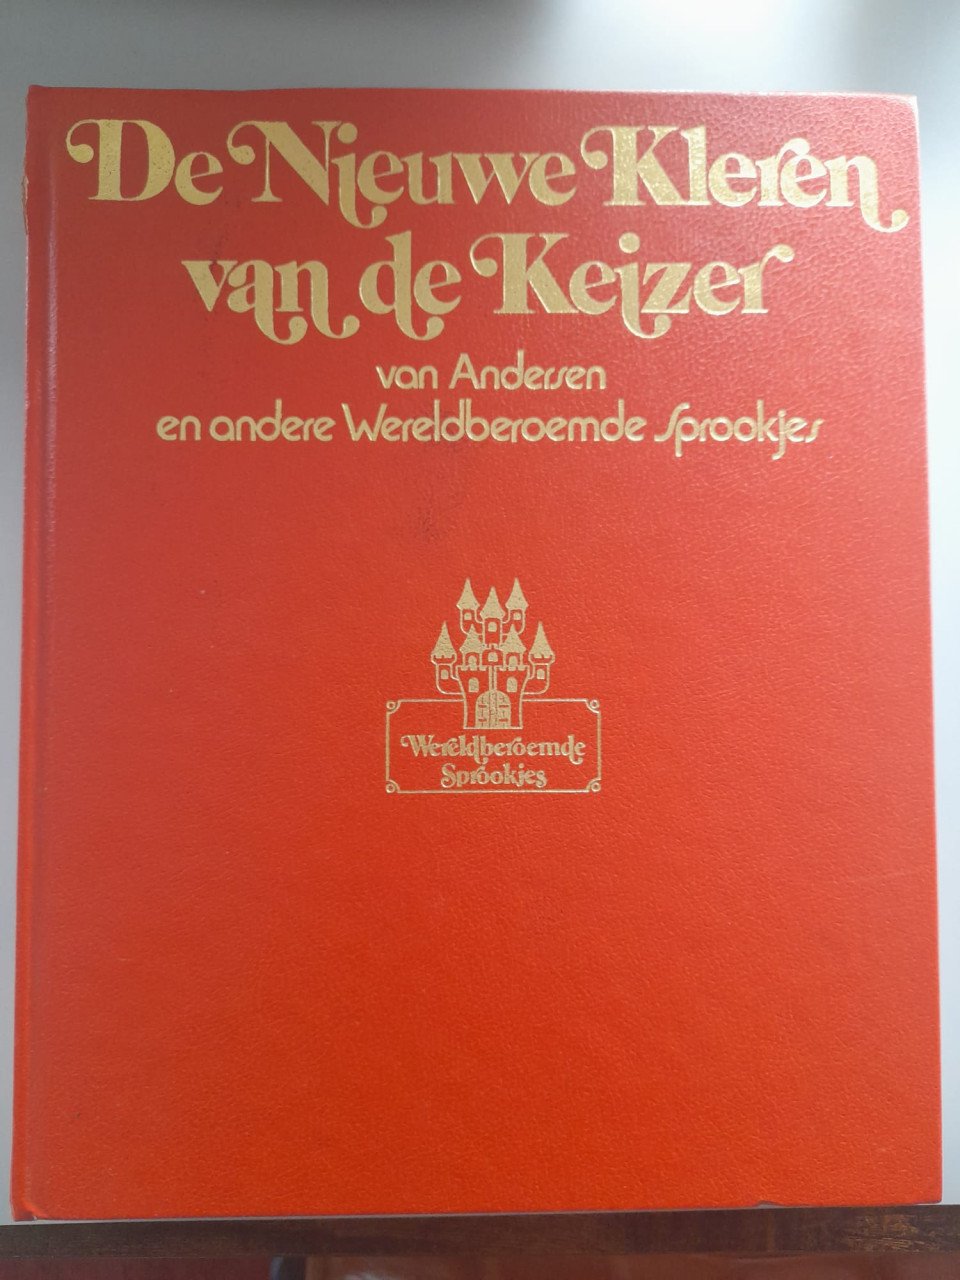 De Nieuwe Kleren
van de Keizer
van Andersen
en andere Wereldberoemde Sprookjes
Wereldberoemde
Sprookjes